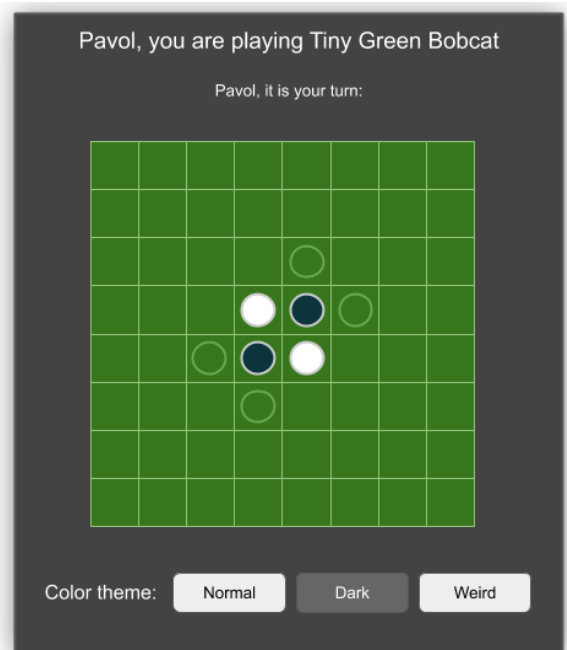 Pavol, you are playing Tiny Green Bobcat
Pavol, it is your turn:
Color theme: Normal Dark Weird